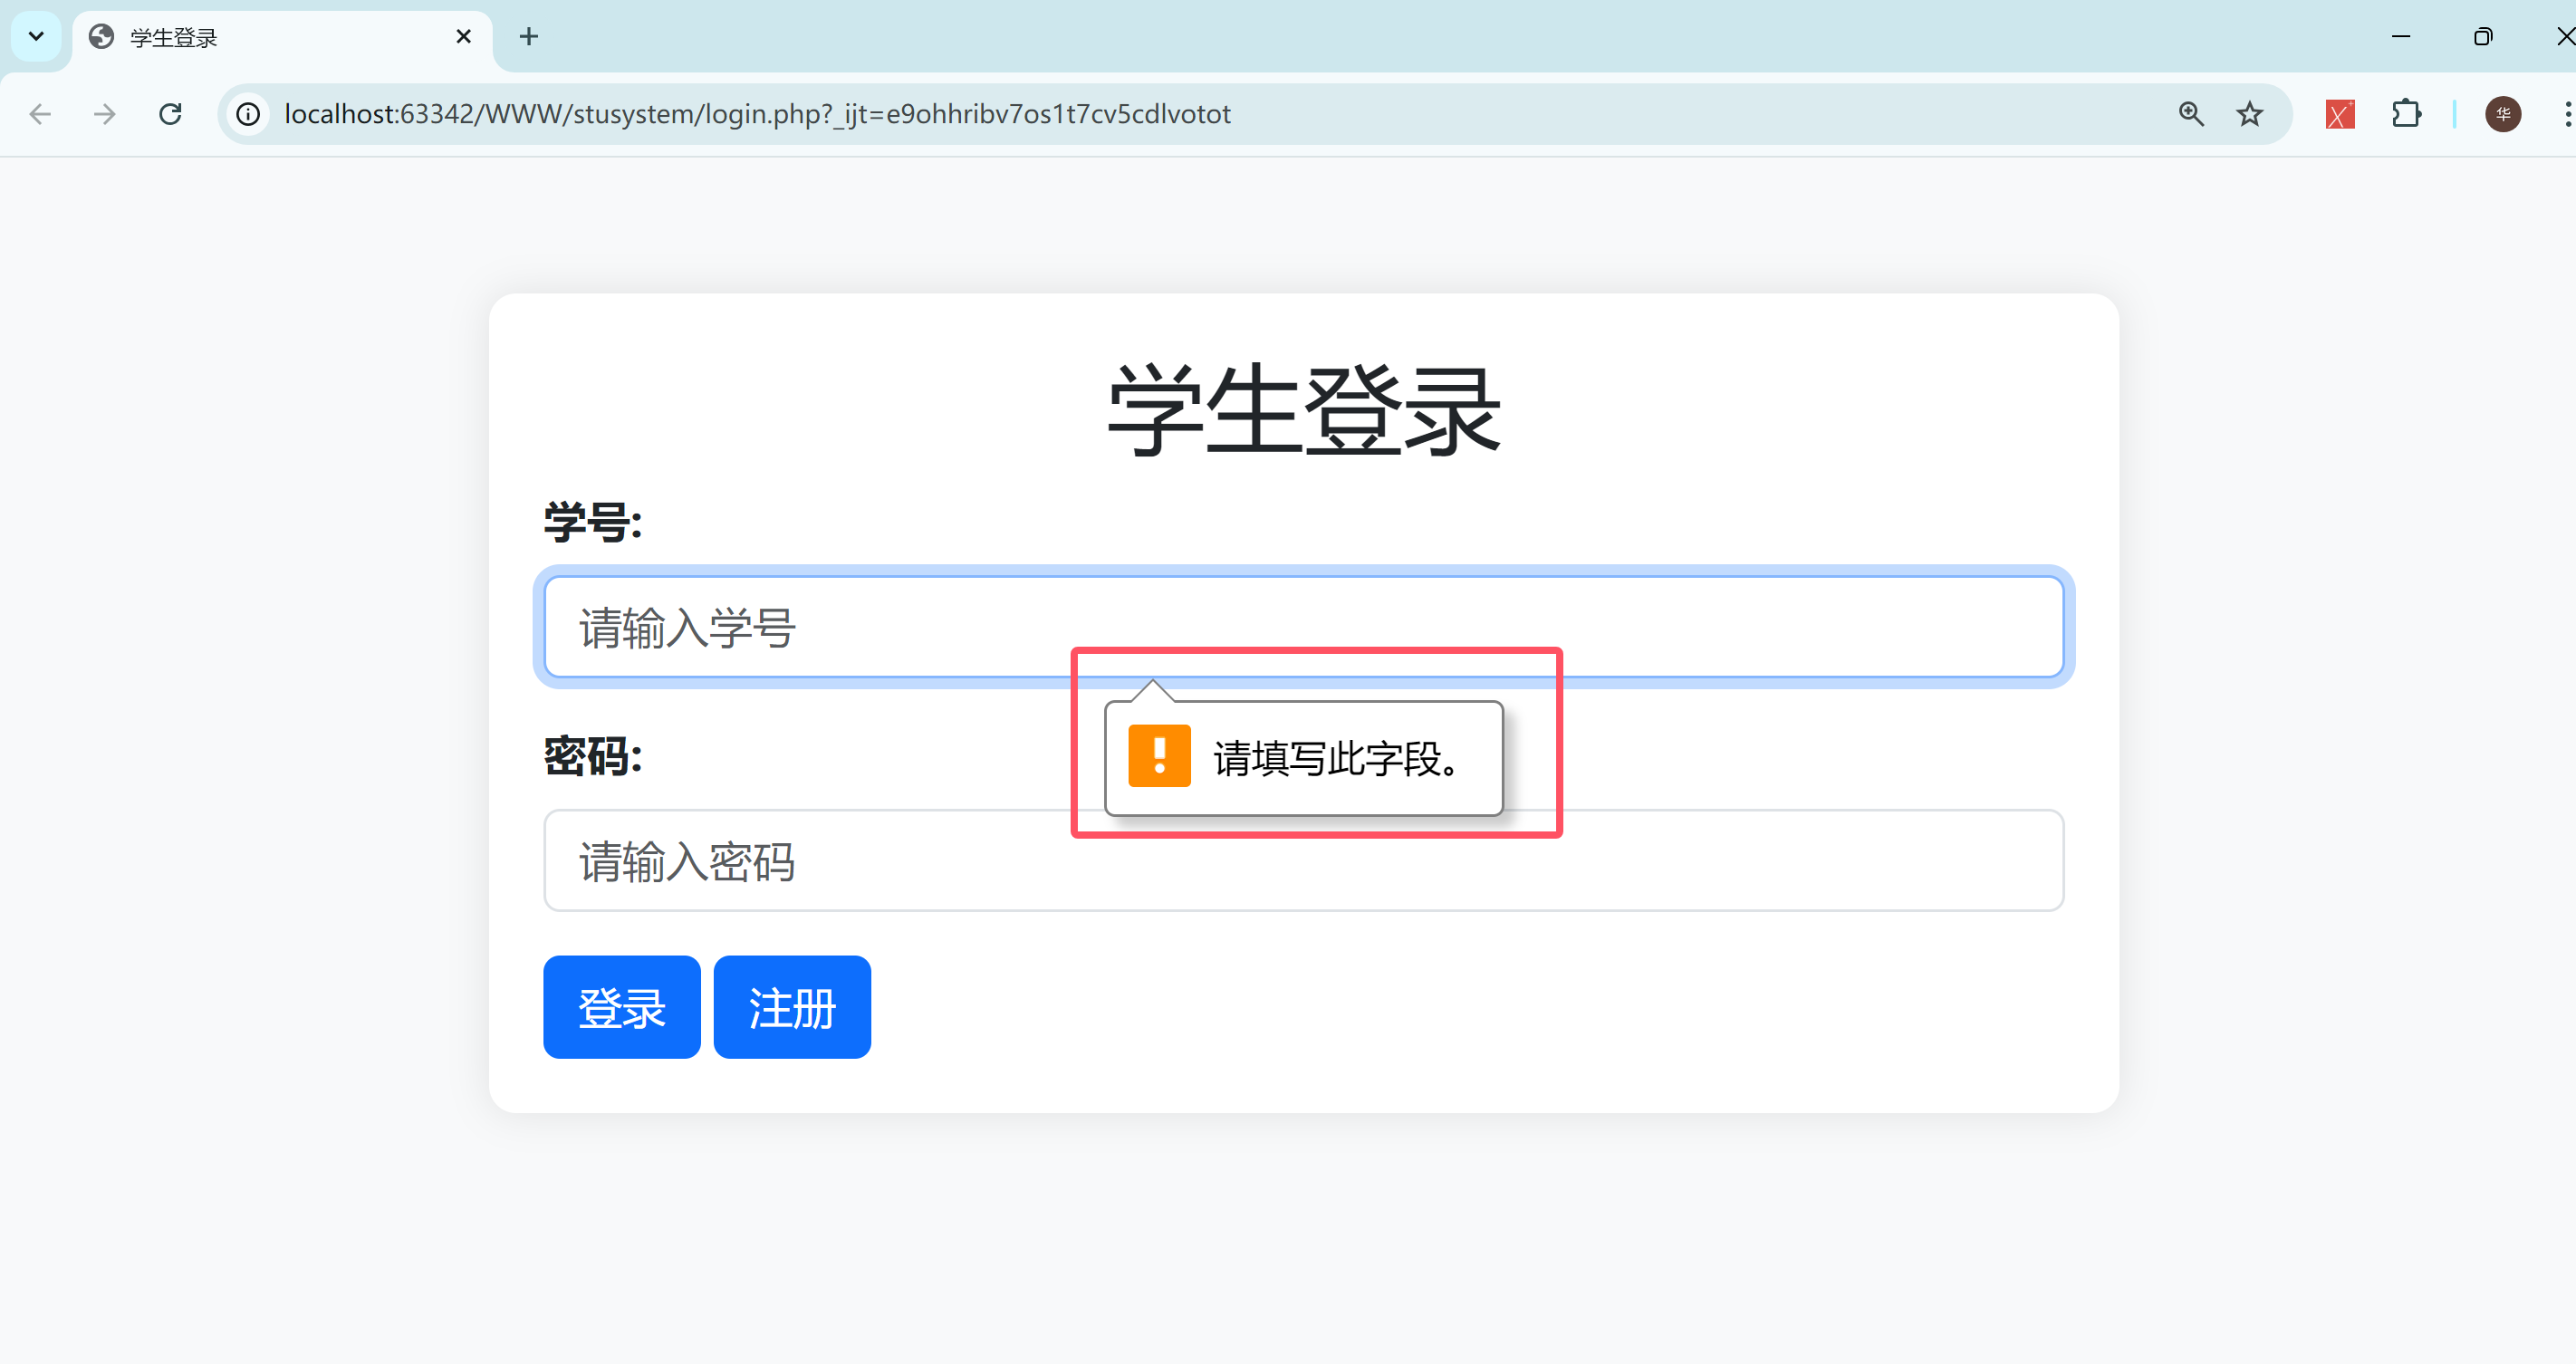 学生登录
localhost:63342/WWW/stusystem/login.php?_ijt=e9ohhribv7os1t7cv5cdlvotot
华
学生登录
学号:
请输入学号
请填写此字段。
密码:
请输入密码
登录 注册